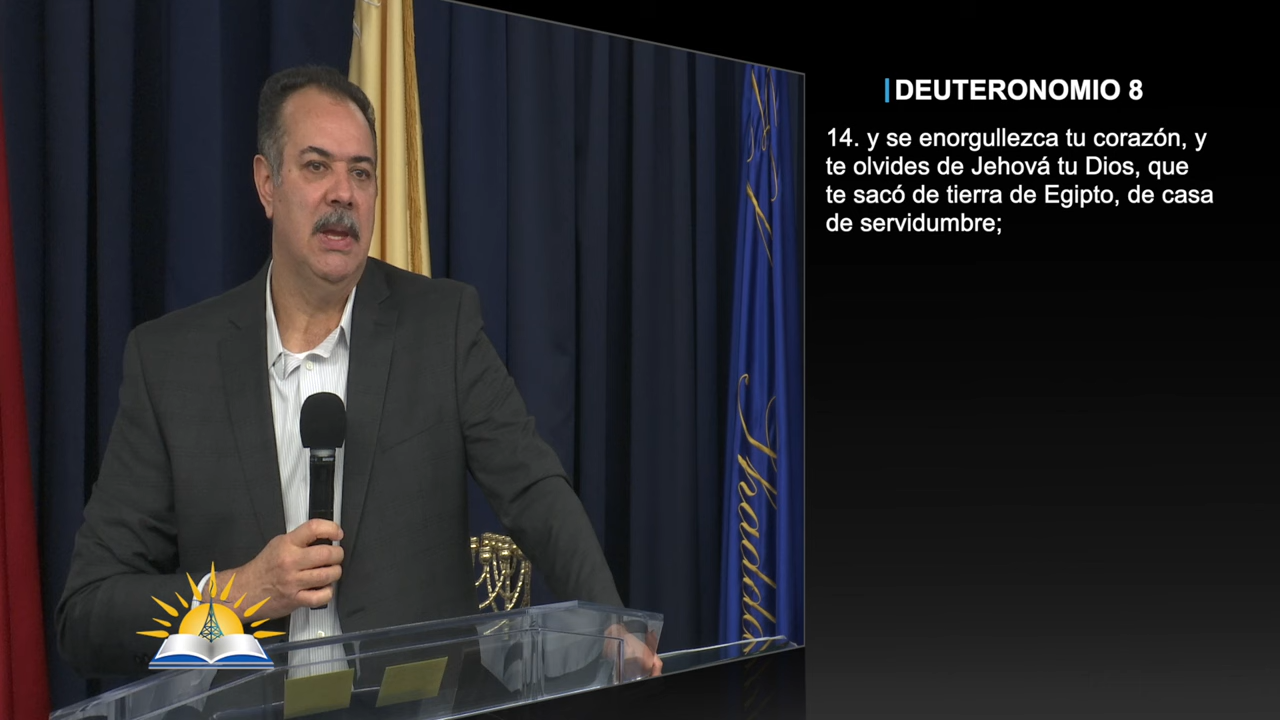 DEUTERONOMIO 8
14. y se enorgullezca tu corazón, y
te olvides de Jehová tu Dios, que
te sacó de tierra de Egipto, de casa
de servidumbre;
Shadda